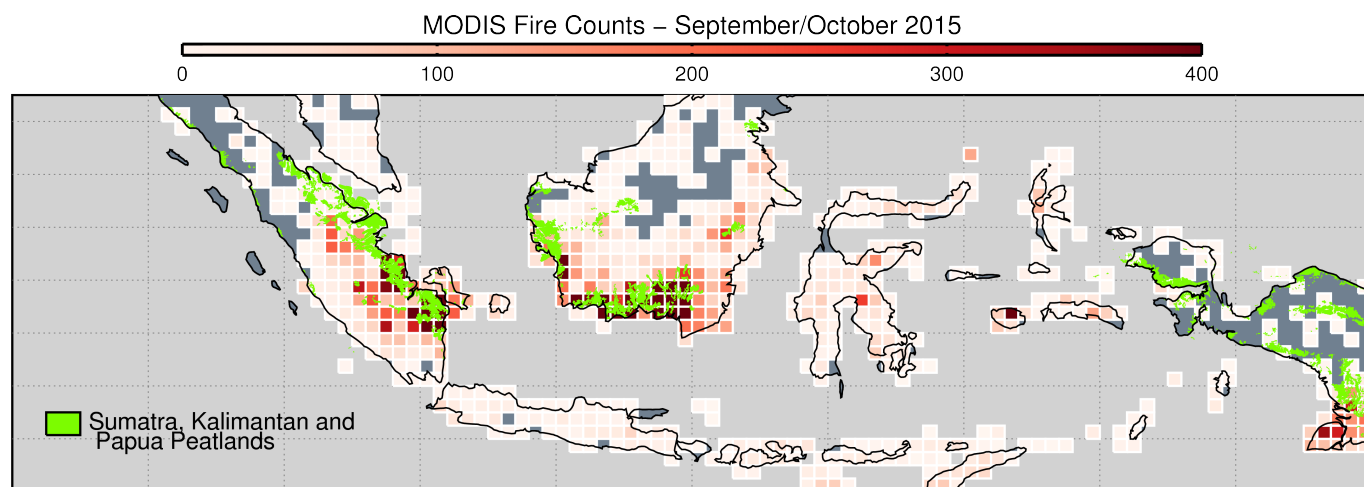 MODIS Fire Counts − September/October 2015
0 100 200 300 400
Sumatra, Kalimantan and
Papua Peatlands